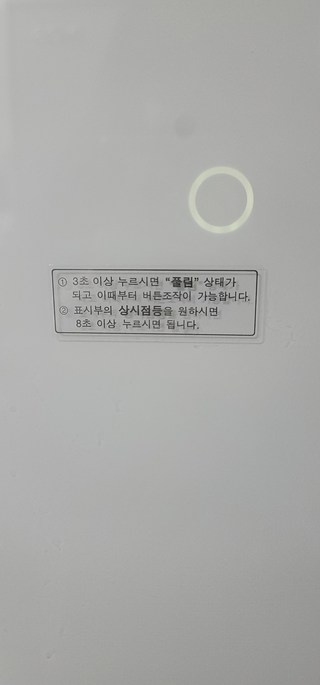 ① 3초 이상 누르시면 "풀림" 상태가
되고 이때부터 버튼조작이 가능합니다.
② 표시부의 상시점등을 원하시면
8초 이상 누르시면 됩니다.